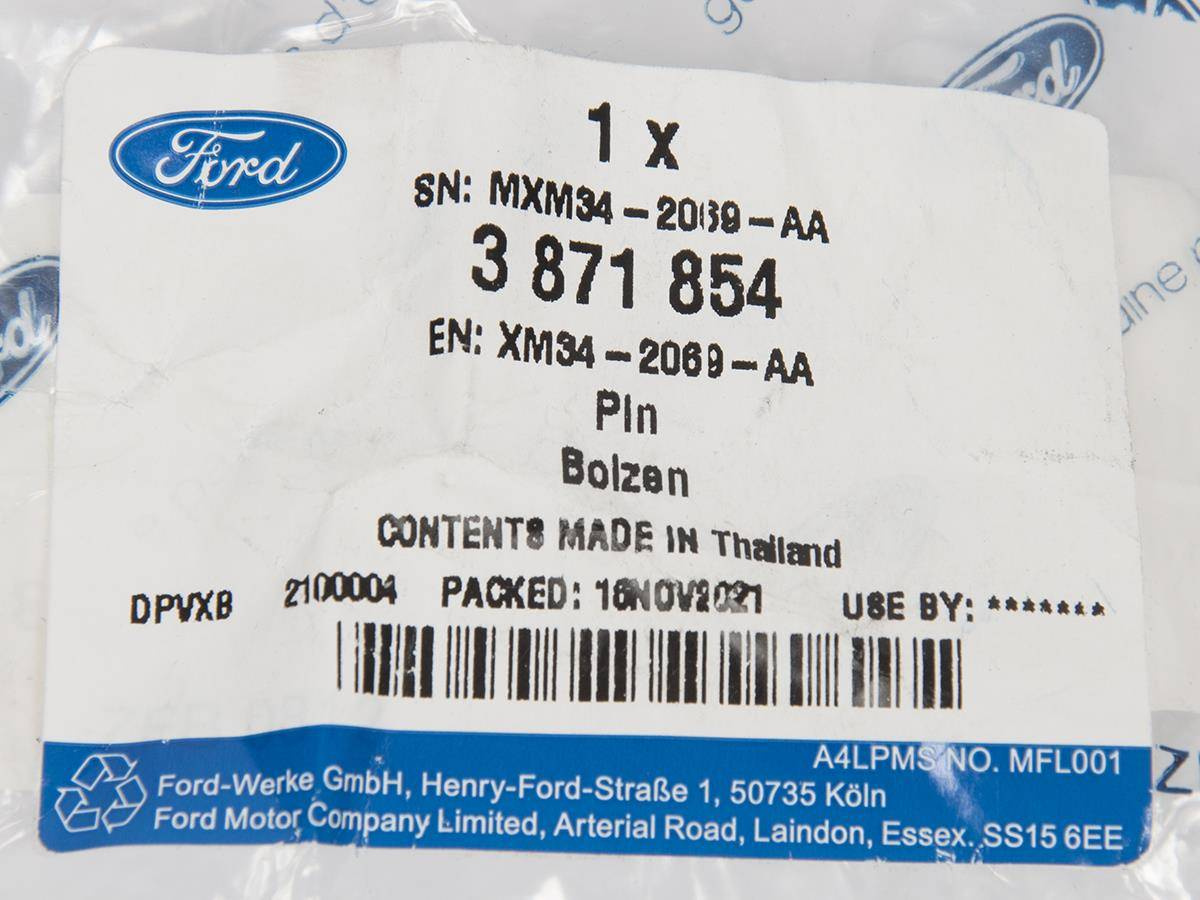 Ford
1 x
SN: MXM34-2069-AA
3 871 854
EN: XM34-2069-AA
Pin
Bolzen
CONTENTS MADE IN Thailand
DPVXB 2100004 PACKED: 16NOV2021 USE BY: *******
A4LPMS NO. MFL001
Ford-Werke GmbH, Henry-Ford-Straße 1, 50735 Köln
Ford Motor Company Limited, Arterial Road, Laindon, Essex. SS15 6EE
Ford